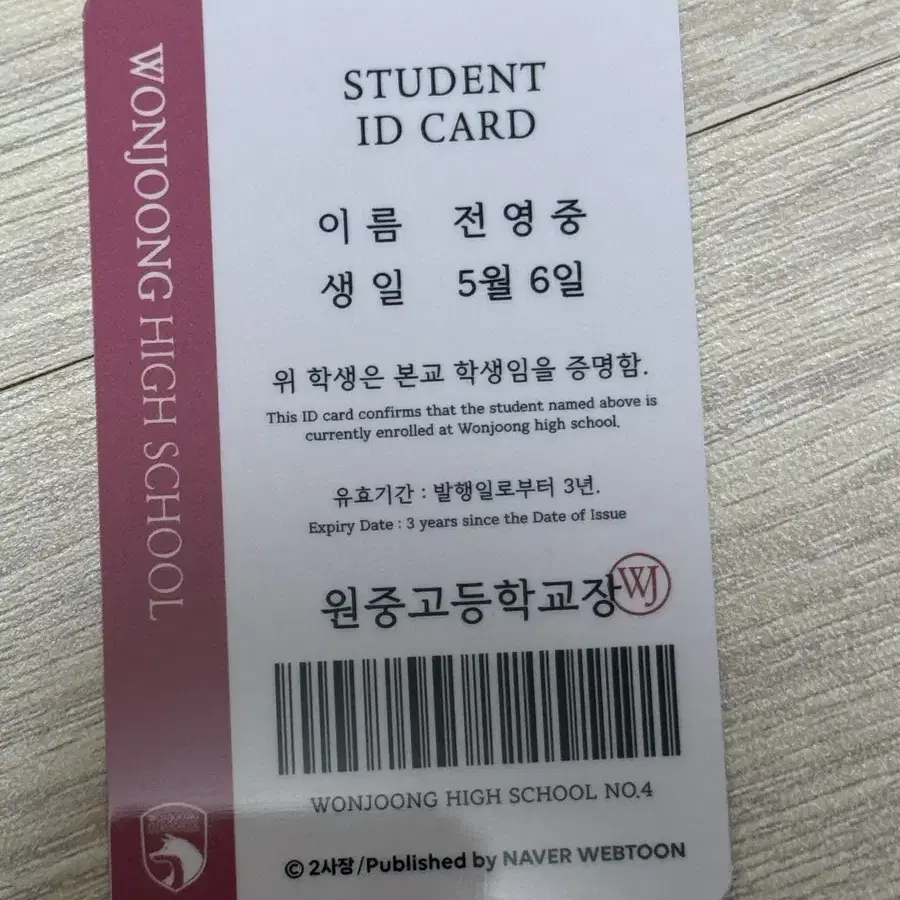 WONJOONG HIGH SCHOOL
STUDENT
ID CARD
이름 전영중
생일 5월 6일
위 학생은 본교 학생임을 증명함.
This ID card confirms that the student named above is
currently enrolled at Wonjoong high school.
유효기간 : 발행일로부터 3년.
Expiry Date : 3 years since the Date of Issue
원중고등학교장
WJ
WONJOONG HIGH SCHOOL NO.4
© 2사장/Published by NAVER WEBTOON
WONJOONG